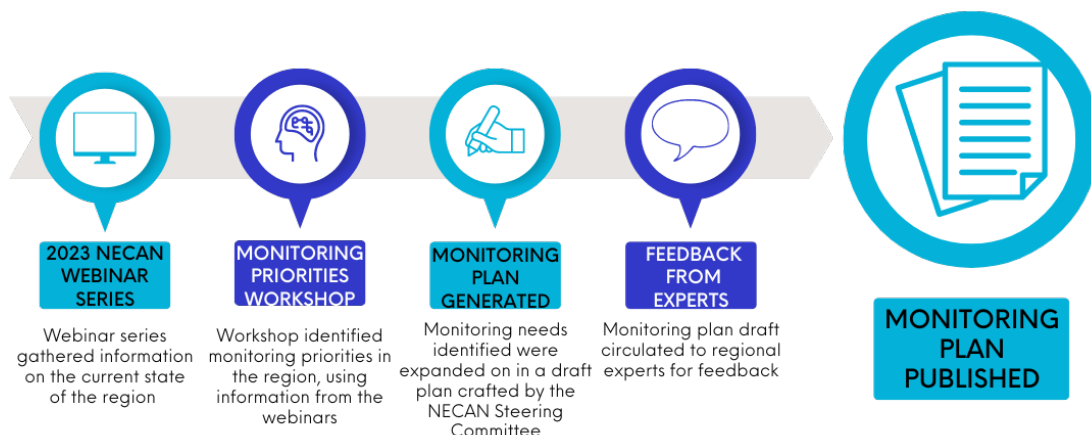 2023 NECAN
WEBINAR
SERIES
Webinar series
gathered information
on the current state
of the region
MONITORING
PRIORITIES
WORKSHOP
Workshop identified
monitoring priorities in
the region, using
information from the
webinars
MONITORING
PLAN
GENERATED
Monitoring needs
identified were
expanded on in a draft
plan crafted by the
NECAN Steering
Committee
FEEDBACK
FROM
EXPERTS
Monitoring plan draft
circulated to regional
experts for feedback
MONITORING
PLAN
PUBLISHED